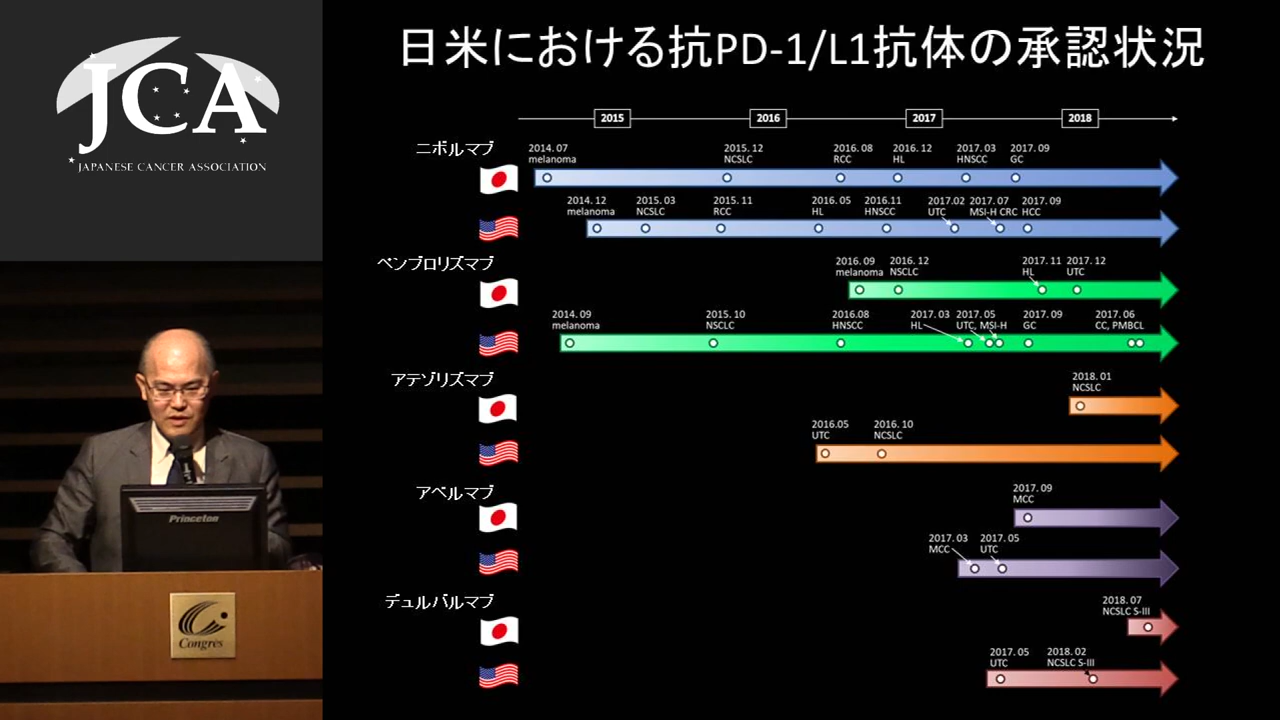 JCA
JAPANESE CANCER ASSOCIATION
日米における抗PD-1/L1抗体の承認状況
2015 2016 2017 2018
ニボルマブ
2014. 07 2015. 12 2016. 08 2016. 12 2017. 03 2017. 09
melanoma NCSLC RCC HL HNSCC GC
2014. 12 2015. 03 2015. 11 2016. 05 2016.11 2017.02 2017. 07 2017. 09
melanoma NCSLC RCC HL HNSCC UTC MSI-H CRC HCC
ペンブロリズマブ
2016. 09 2016. 12 2017. 11 2017. 12
melanoma NCSLC HL UTC
2014. 09 2015. 10 2016.08 2017. 03 2017. 05 2017. 09 2017. 06
melanoma NSCLC HNSCC HL UTC, MSI-H GC CC, PMBCL
アテゾリズマブ
2018. 01
NCSLC
2016.05 2016. 10
UTC NCSLC
アベルマブ
2017. 09
MCC
2017. 03 2017. 05
MCC UTC
デュルバルマブ
2018. 07
NCSLC S-III
2017. 05 2018. 02
UTC NCSLC S-III
Princeton
Congrès